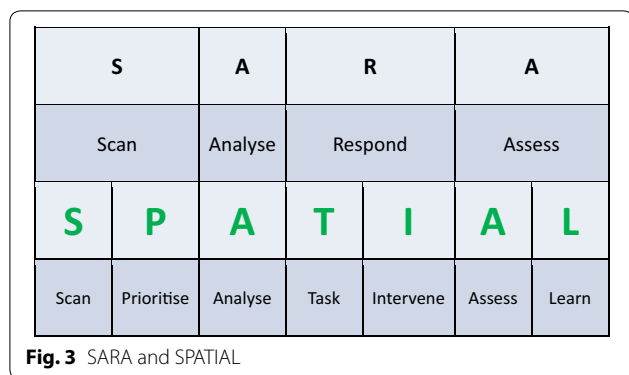 S A R A
Scan Analyse Respond Assess
S P A T I A L
Scan Prioritise Analyse Task Intervene Assess Learn
Fig. 3 SARA and SPATIAL